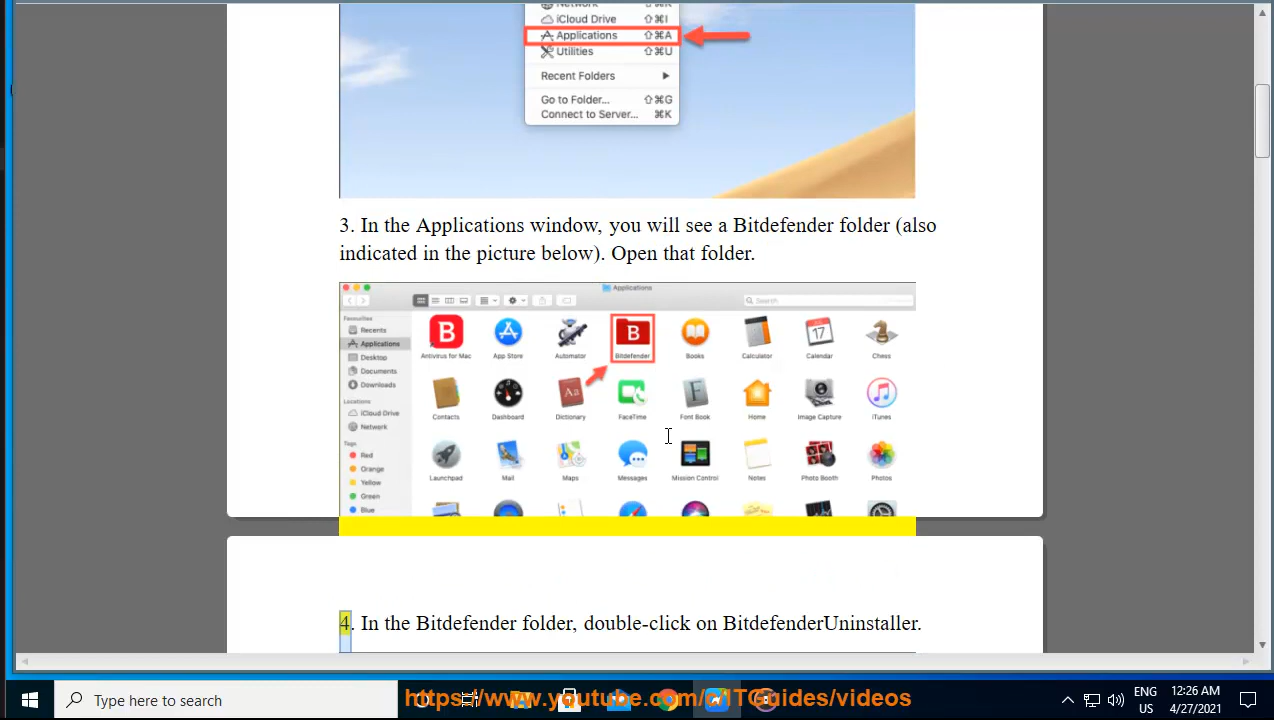 Network ⇧⌘K
iCloud Drive ⇧⌘I
Applications ⇧⌘A
Utilities ⇧⌘U
Recent Folders
Go to Folder... ⇧⌘G
Connect to Server... ⌘K
3. In the Applications window, you will see a Bitdefender folder (also
indicated in the picture below). Open that folder.
Applications
Search
Favourites
Recents
Applications
Desktop
Documents
Downloads
Locations
iCloud Drive
Network
Tags
Red
Orange
Yellow
Green
Blue
Antivirus for Mac App Store Automator Bitdefender Books Calculator Calendar Chess
Contacts Dashboard Dictionary FaceTime Font Book Home Image Capture iTunes
Launchpad Mail Maps Messages Mission Control Notes Photo Booth Photos
4. In the Bitdefender folder, double-click on BitdefenderUninstaller.
Type here to search
https://www.youtube.com/c/ITGuides/videos
ENG
US
12:26 AM
4/27/2021